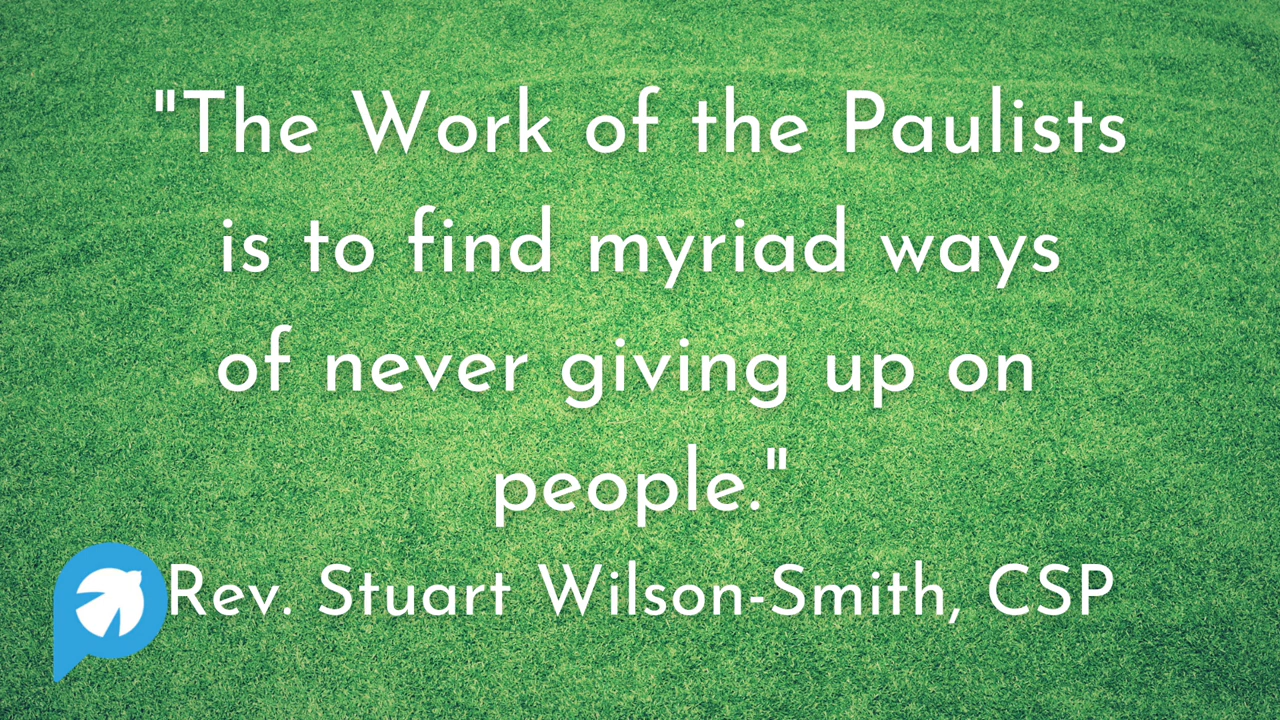 "The Work of the Paulists
is to find myriad ways
of never giving up on
people."
Rev. Stuart Wilson-Smith, CSP